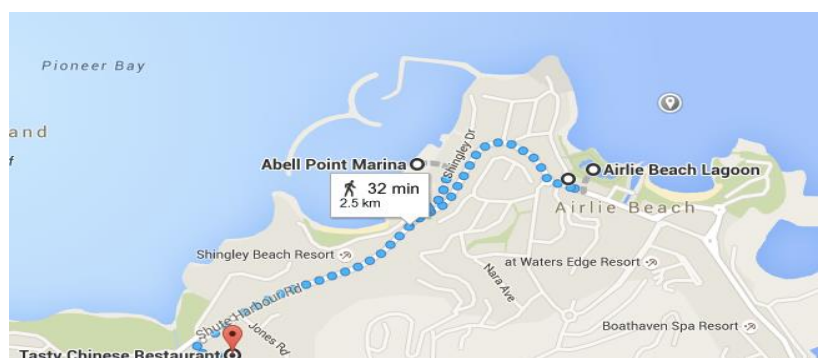 Pioneer Bay
and
f
Abell Point Marina
Shingley Dr
Airlie Beach Lagoon
32 min
2.5 km
Airlie Beach
Shingley Beach Resort
at Waters Edge Resort
Nara Ave
Shute Harbour Rd
Jones Rd
Boathaven Spa Resort
Tasty Chinese Restaurant